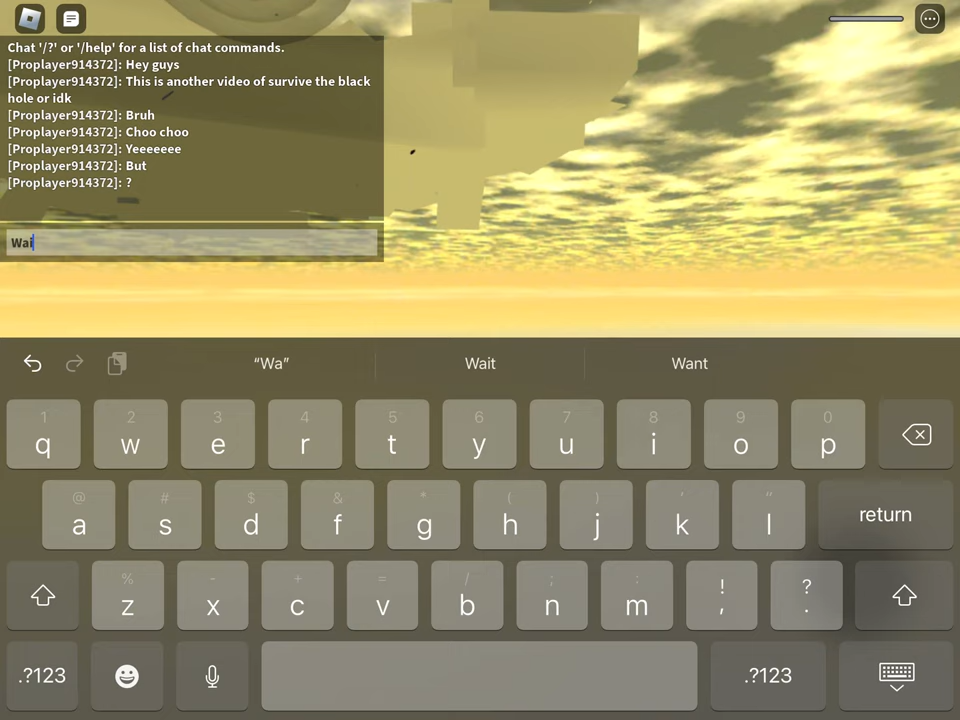 Chat '/?' or '/help' for a list of chat commands.
[Proplayer914372]: Hey guys
[Proplayer914372]: This is another video of survive the black
hole or idk
[Proplayer914372]: Bruh
[Proplayer914372]: Choo choo
[Proplayer914372]: Yeeeeeee
[Proplayer914372]: But
[Proplayer914372]: ?
Wai
“Wa” Wait Want
1 2 3 4 5 6 7 8 9 0
q w e r t y u i o p
@ # $ & * ( ) ' "
a s d f g h j k l return
% - + = / ; : ! ?
z x c v b n m , .
.?123 .?123